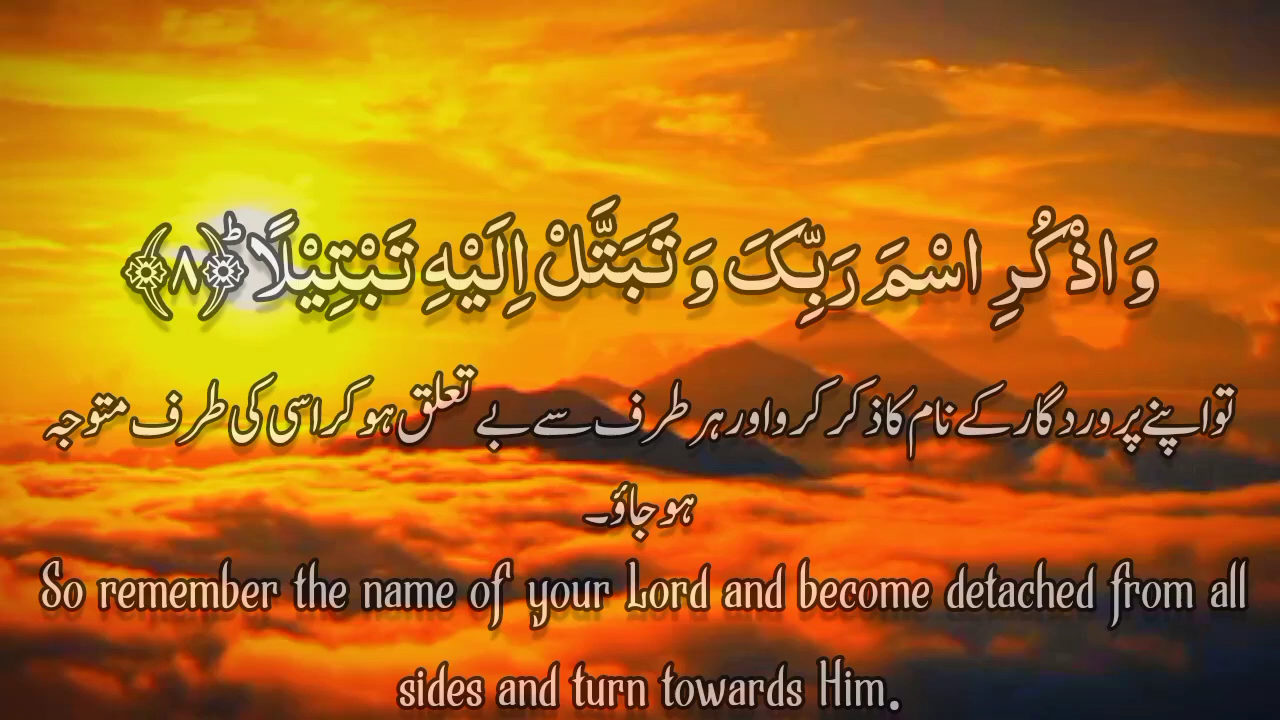 وَ اذْکُرِ اسْمَ رَبِّکَ وَ تَبَتَّلْ اِلَیْهِ تَبْتِیْلًا ؕ﴿۸﴾
تو اپنے پروردگار کے نام کا ذکر کرو اور ہر طرف سے بے تعلق ہو کر اسی کی طرف متوجہ
ہو جاؤ۔
So remember the name of your Lord and become detached from all
sides and turn towards Him.